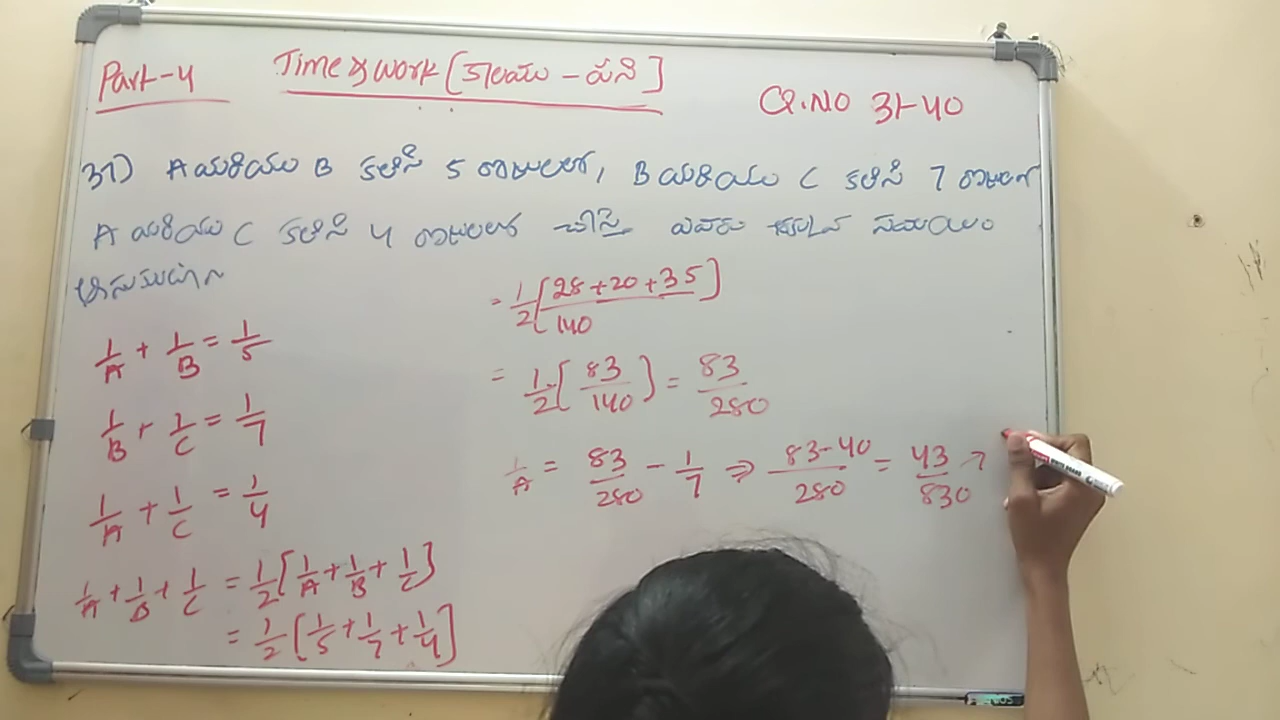 Part-4
Time & work [కాలము - పని]
Q.NO 31-40
31) A మరియు B కలిసి 5 రోజులలో, B మరియు C కలిసి 7 రోజులలో
A మరియు C కలిసి 4 రోజులలో చేస్తే ఎవరు సమయం
1/A + 1/B = 1/5
1/B + 1/C = 1/7
1/A + 1/C = 1/4
1/A + 1/B + 1/C = 1/2 [1/A + 1/B + 1/C]
= 1/2 [1/5 + 1/7 + 1/4]
= 1/2 [28+20+35 / 140]
= 1/2 [83/140) = 83/280
1/A = 83/280 - 1/7 => 83-40/280 = 43/830